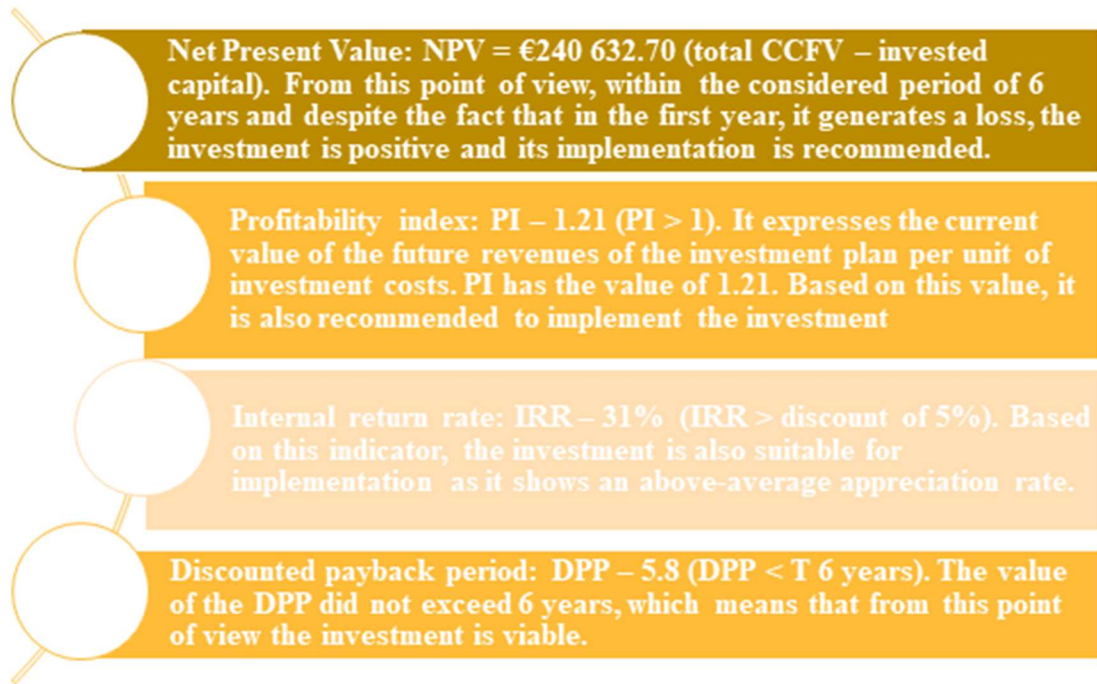 Net Present Value: NPV = €240 632.70 (total CCFV – invested
capital). From this point of view, within the considered period of 6
years and despite the fact that in the first year, it generates a loss, the
investment is positive and its implementation is recommended.
Profitability index: PI – 1.21 (PI > 1). It expresses the current
value of the future revenues of the investment plan per unit of
investment costs. PI has the value of 1.21. Based on this value, it
is also recommended to implement the investment
Internal return rate: IRR – 31% (IRR > discount of 5%). Based
on this indicator, the investment is also suitable for
implementation as it shows an above-average appreciation rate.
Discounted payback period: DPP – 5.8 (DPP < T 6 years). The value
of the DPP did not exceed 6 years, which means that from this point
of view the investment is viable.